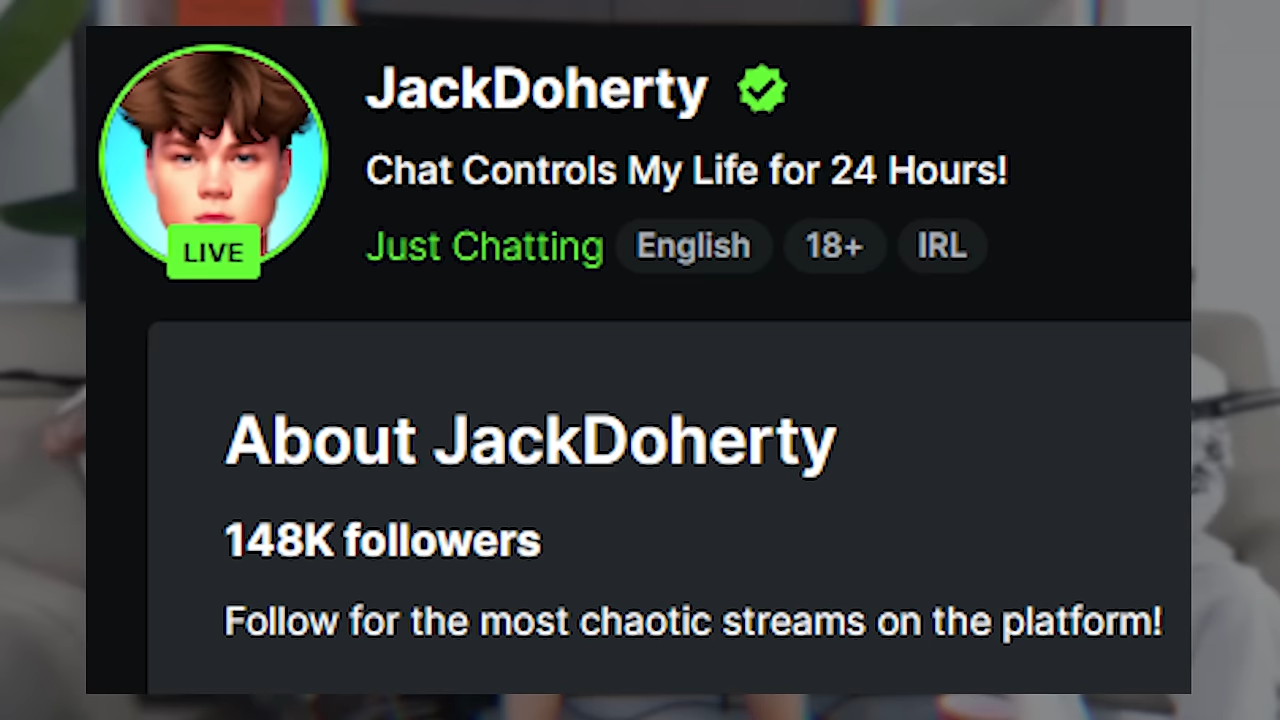 JackDoherty
Chat Controls My Life for 24 Hours!
Just Chatting English 18+ IRL
LIVE
About JackDoherty
148K followers
Follow for the most chaotic streams on the platform!